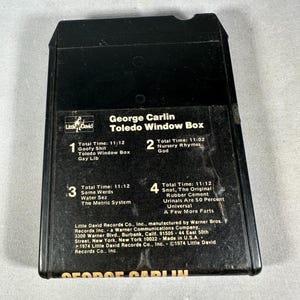 Little David
George Carlin
Toledo Window Box
1 Total Time: 11:12
Goofy Shit
Toledo Window Box
Gay Lib
2 Total Time: 11:02
Nursery Rhymes
God
3 Total Time: 11:12
Some Werds
Water Sez
The Metric System
4 Total Time: 11:12
Snot, The Original
Rubber Cement
Urinals Are 50 Percent
Universal
A Few More Farts
Little David Records Co., Inc., manufactured by Warner Bros.
Records Inc. - a Warner Communications Company,
3300 Warner Blvd., Burbank, Calif. 91505 - 44 East 50th
Street, New York, New York 10022 - Made in U.S.A.
℗1974 Little David Records Co., Inc. ©1974 Little David
Records Co., Inc.
GEORGE CARLIN